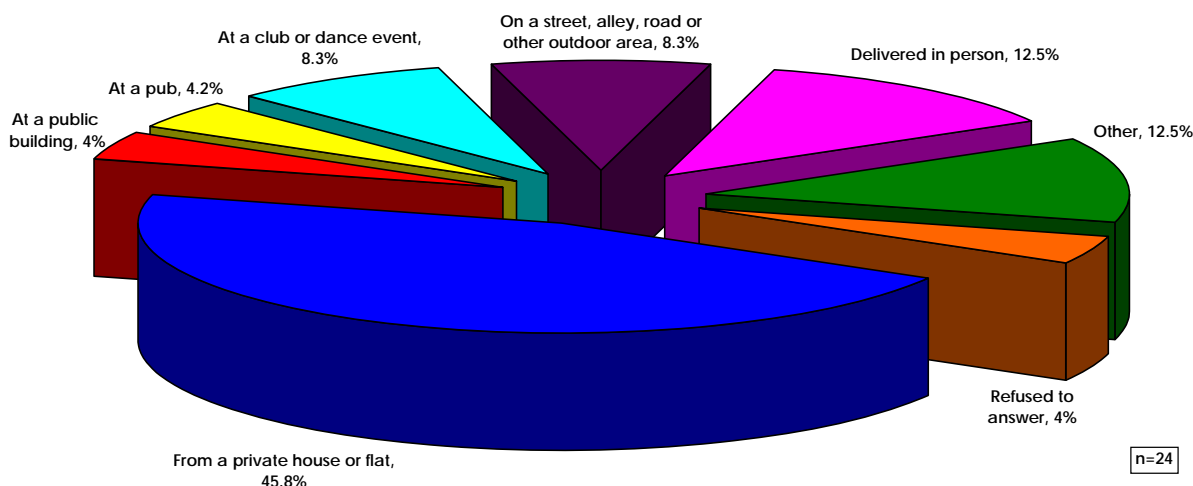 On a street, alley, road or
other outdoor area, 8.3%
At a club or dance event,
8.3%
Delivered in person, 12.5%
At a pub, 4.2%
At a public
building, 4%
Other, 12.5%
Refused to
answer, 4%
From a private house or flat,
45.8%
n=24